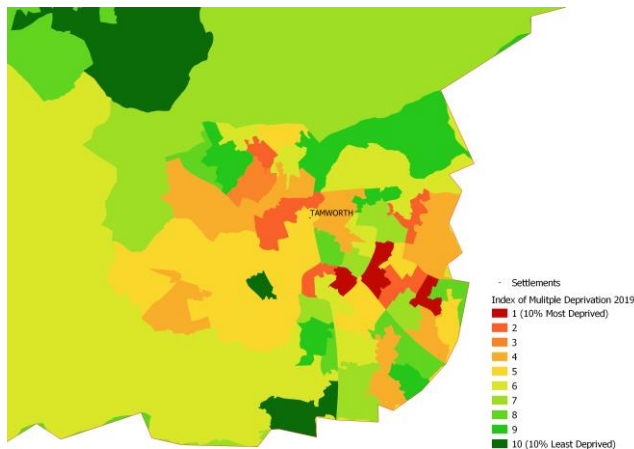 TAMWORTH
Settlements
Index of Mulitple Deprivation 2019
1 (10% Most Deprived)
2
3
4
5
6
7
8
9
10 (10% Least Deprived)